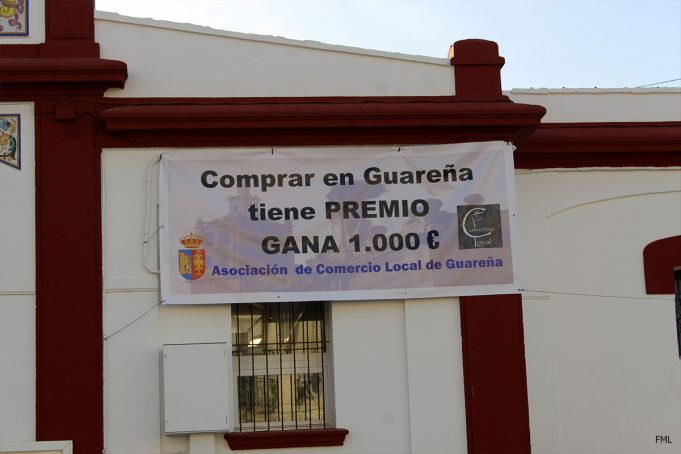 Comprar en Guareña
tiene PREMIO
GANA 1.000 €
Comercio
Local
Asociación de Comercio Local de Guareña
FML